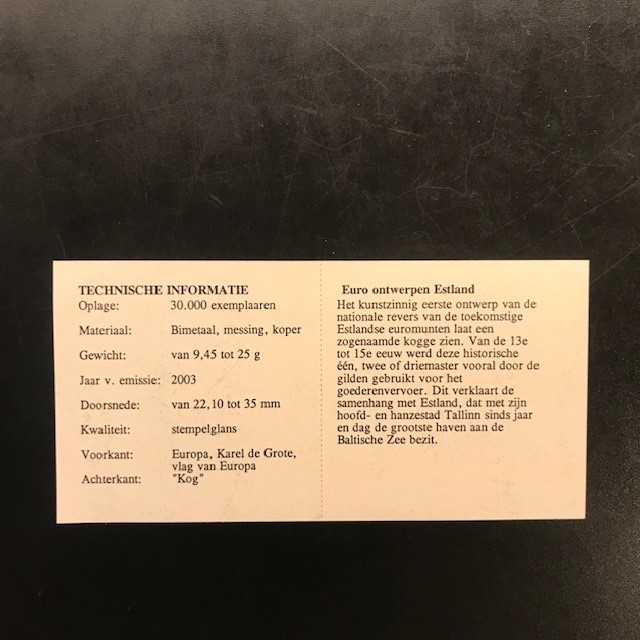 TECHNISCHE INFORMATIE
Oplage: 30.000 exemplaaren
Materiaal: Bimetaal, messing, koper
Gewicht: van 9,45 tot 25 g
Jaar v. emissie: 2003
Doorsnede: van 22,10 tot 35 mm
Kwaliteit: stempelglans
Voorkant: Europa, Karel de Grote,
vlag van Europa
Achterkant: "Kog"
Euro ontwerpen Estland
Het kunstzinnig eerste ontwerp van de
nationale revers van de toekomstige
Estlandse euromunten laat een
zogenaamde kogge zien. Van de 13e
tot 15e eeuw werd deze historische
één, twee of driemaster vooral door de
gilden gebruikt voor het
goederenvervoer. Dit verklaart de
samenhang met Estland, dat met zijn
hoofd- en hanzestad Tallinn sinds jaar
en dag de grootste haven aan de
Baltische Zee bezit.